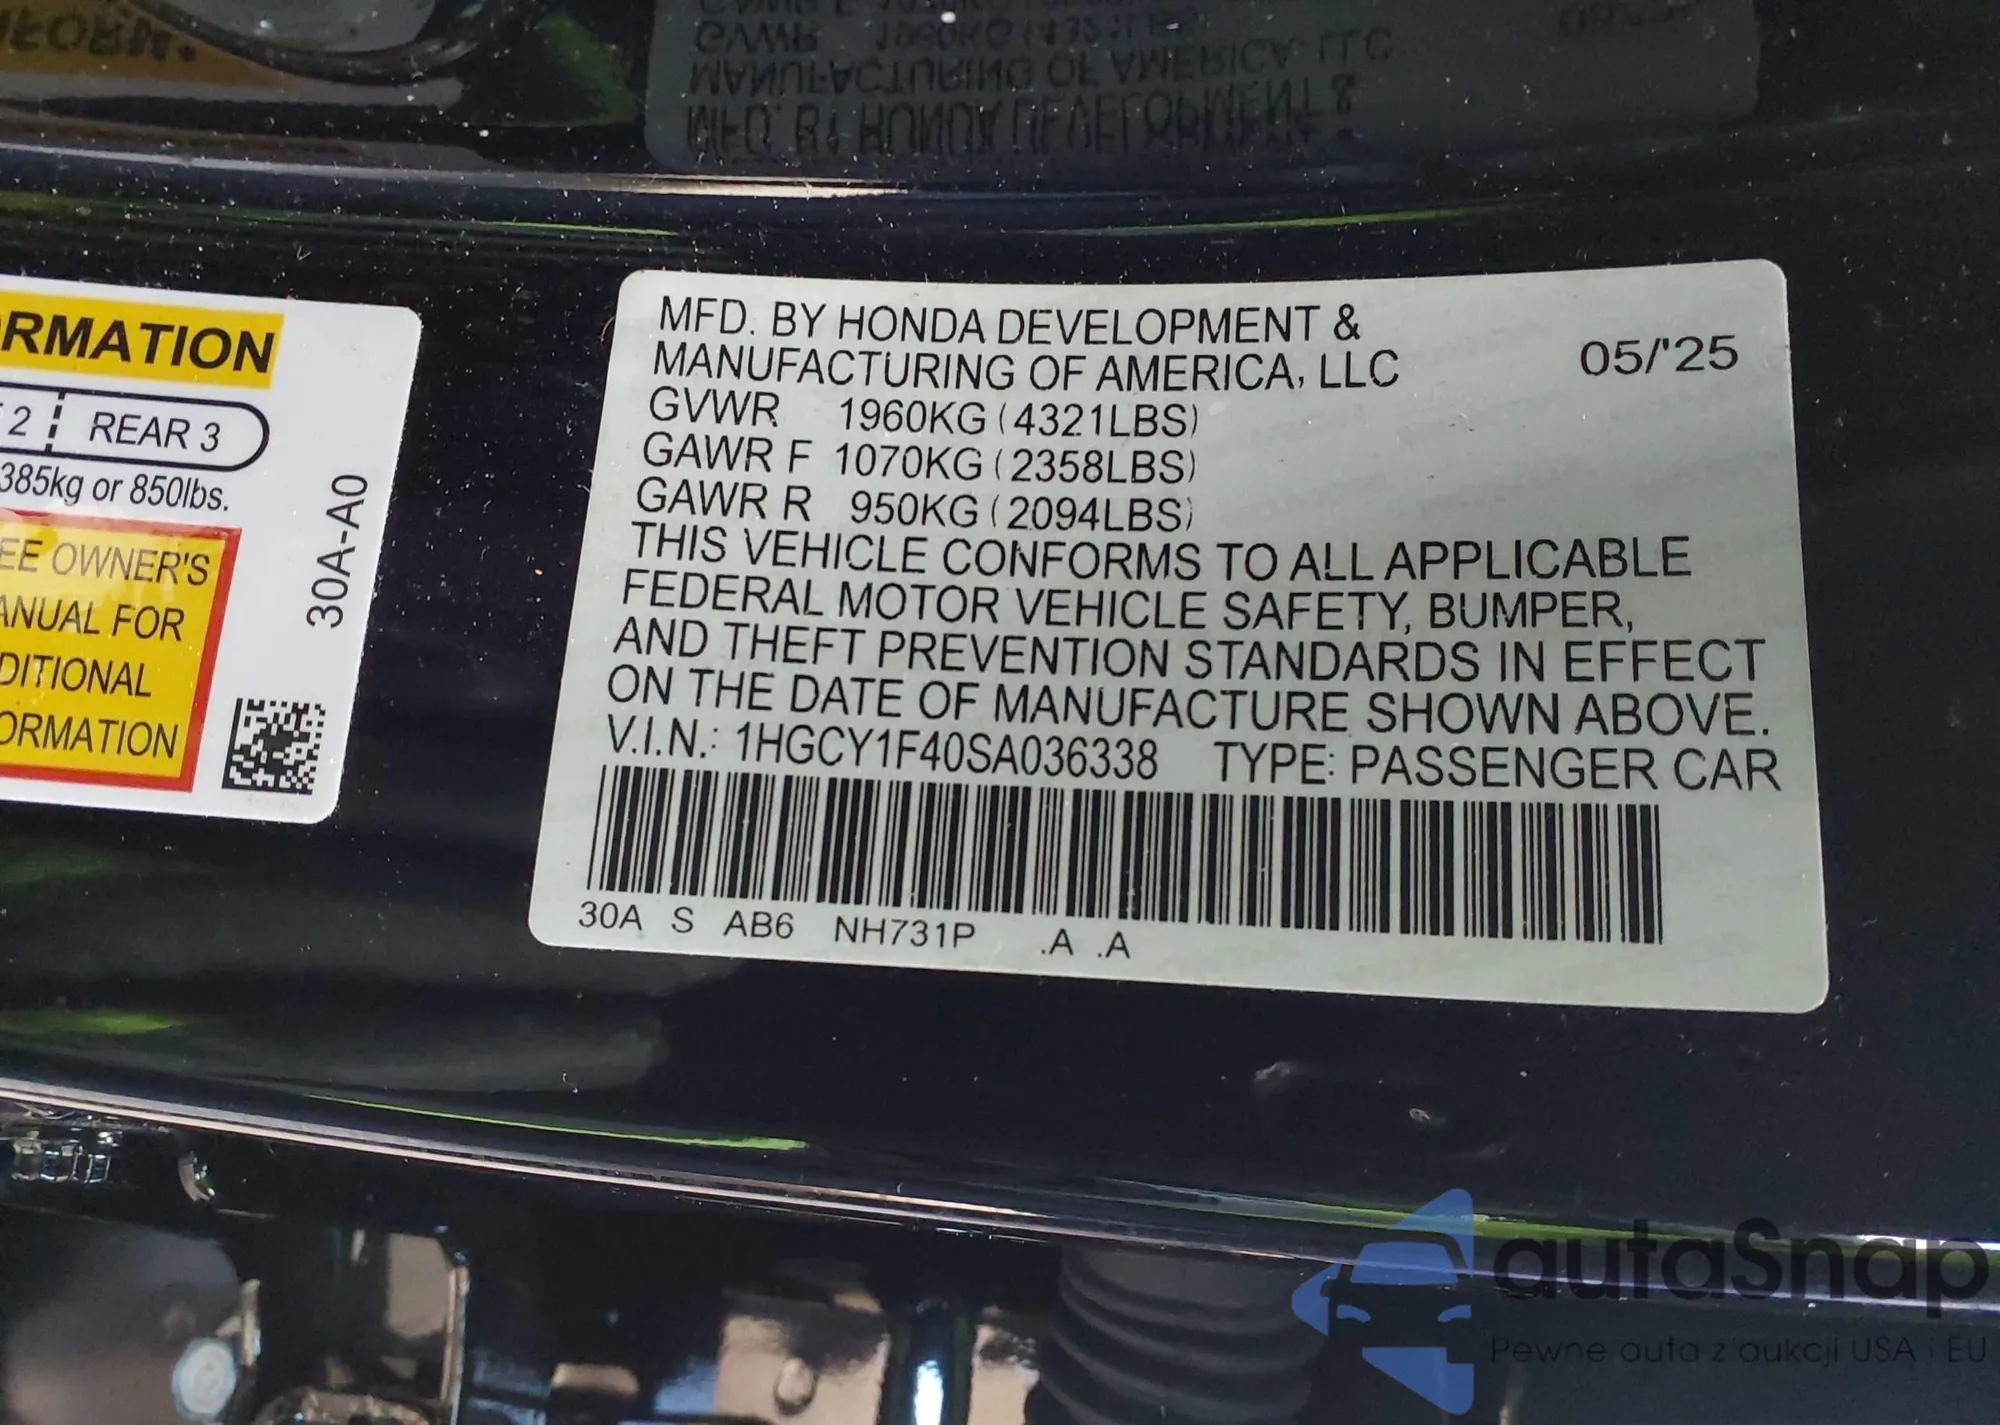 MFD. BY HONDA DEVELOPMENT &
MANUFACTURING OF AMERICA, LLC
05/'25
GVWR 1960KG (4321LBS)
GAWR F 1070KG (2358LBS)
GAWR R 950KG (2094LBS)
THIS VEHICLE CONFORMS TO ALL APPLICABLE
FEDERAL MOTOR VEHICLE SAFETY, BUMPER,
AND THEFT PREVENTION STANDARDS IN EFFECT
ON THE DATE OF MANUFACTURE SHOWN ABOVE.
V.I.N.: 1HGCY1F40SA036338 TYPE: PASSENGER CAR
30A S AB6 NH731P .A .A
RMATION
2 REAR 3
385kg or 850lbs.
EE OWNER'S
ANUAL FOR
DITIONAL
ORMATION
30A-A0
autaSnap
Pewne auta z aukcji USA i EU